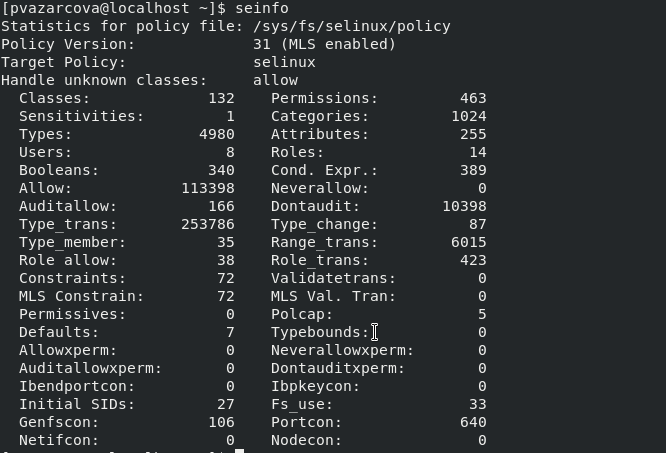 [pvazarcova@localhost ~]$ seinfo
Statistics for policy file: /sys/fs/selinux/policy
Policy Version:             31 (MLS enabled)
Target Policy:              selinux
Handle unknown classes:     allow
  Classes:             132    Permissions:         463
  Sensitivities:         1    Categories:         1024
  Types:              4980    Attributes:          255
  Users:                 8    Roles:                14
  Booleans:            340    Cond. Expr.:         389
  Allow:            113398    Neverallow:            0
  Auditallow:          166    Dontaudit:         10398
  Type_trans:       253786    Type_change:          87
  Type_member:          35    Range_trans:        6015
  Role allow:           38    Role_trans:          423
  Constraints:          72    Validatetrans:         0
  MLS Constrain:        72    MLS Val. Tran:         0
  Permissives:           0    Polcap:                5
  Defaults:              7    Typebounds:            0
  Allowxperm:            0    Neverallowxperm:       0
  Auditallowxperm:       0    Dontauditxperm:        0
  Ibendportcon:          0    Ibpkeycon:             0
  Initial SIDs:         27    Fs_use:               33
  Genfscon:            106    Portcon:             640
  Netifcon:              0    Nodecon:               0